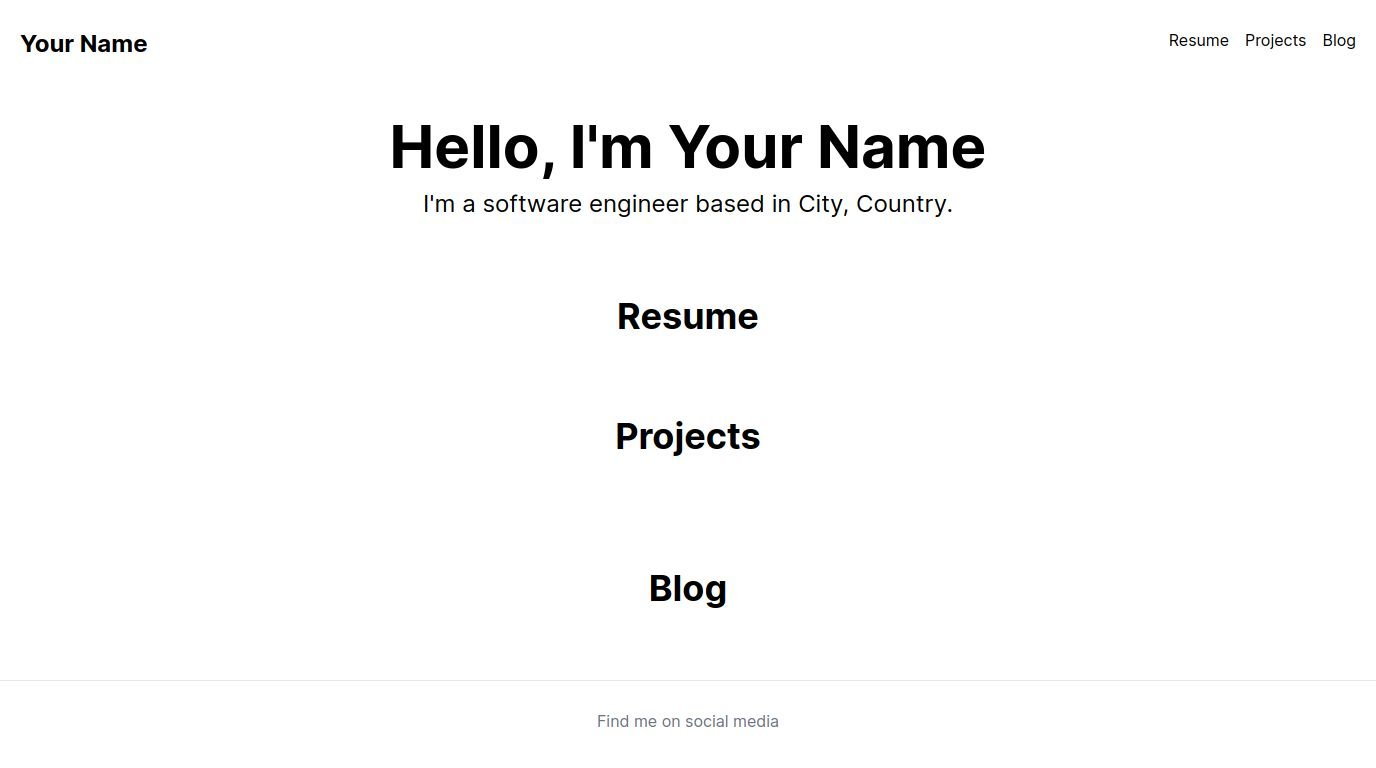 Your Name
Resume Projects Blog
Hello, I'm Your Name
I'm a software engineer based in City, Country.
Resume
Projects
Blog
Find me on social media